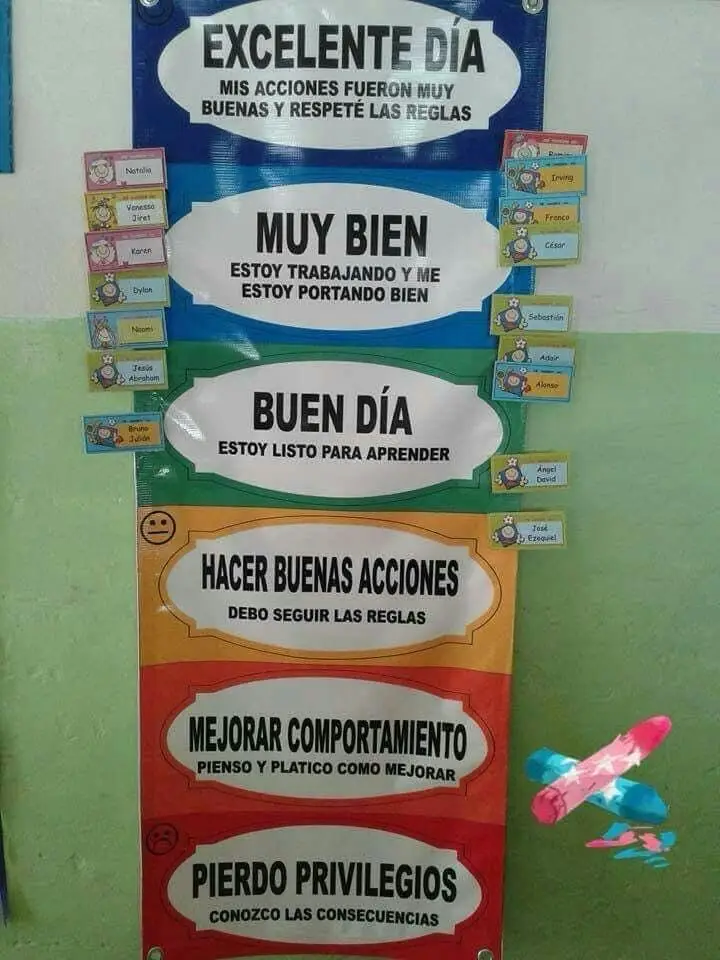 EXCELENTE DÍA
MIS ACCIONES FUERON MUY
BUENAS Y RESPETÉ LAS REGLAS
Natalia
Vanessa
Jiret
Karen
Dylan
Naomi
Jesús
Abraham
Bruno
Julián
MUY BIEN
ESTOY TRABAJANDO Y ME
ESTOY PORTANDO BIEN
Irving
Franco
César
Sebastián
Adair
Alonso
Ángel
David
José
Ezequiel
BUEN DÍA
ESTOY LISTO PARA APRENDER
HACER BUENAS ACCIONES
DEBO SEGUIR LAS REGLAS
MEJORAR COMPORTAMIENTO
PIENSO Y PLATICO COMO MEJORAR
PIERDO PRIVILEGIOS
CONOZCO LAS CONSECUENCIAS